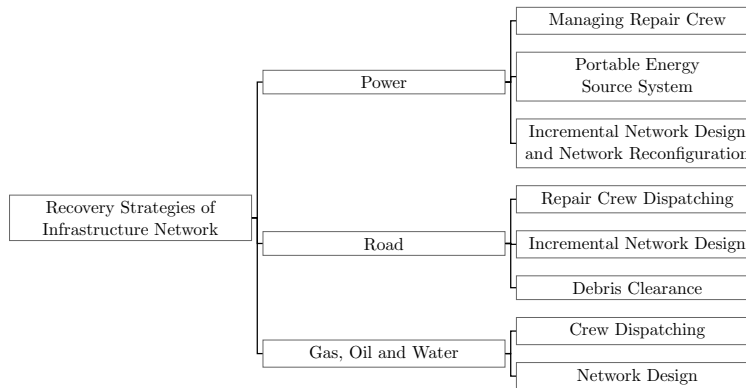 Managing Repair Crew
Portable Energy
Source System
Power
Incremental Network Design
and Network Reconfiguration
Recovery Strategies of
Infrastructure Network
Repair Crew Dispatching
Road
Incremental Network Design
Debris Clearance
Crew Dispatching
Gas, Oil and Water
Network Design